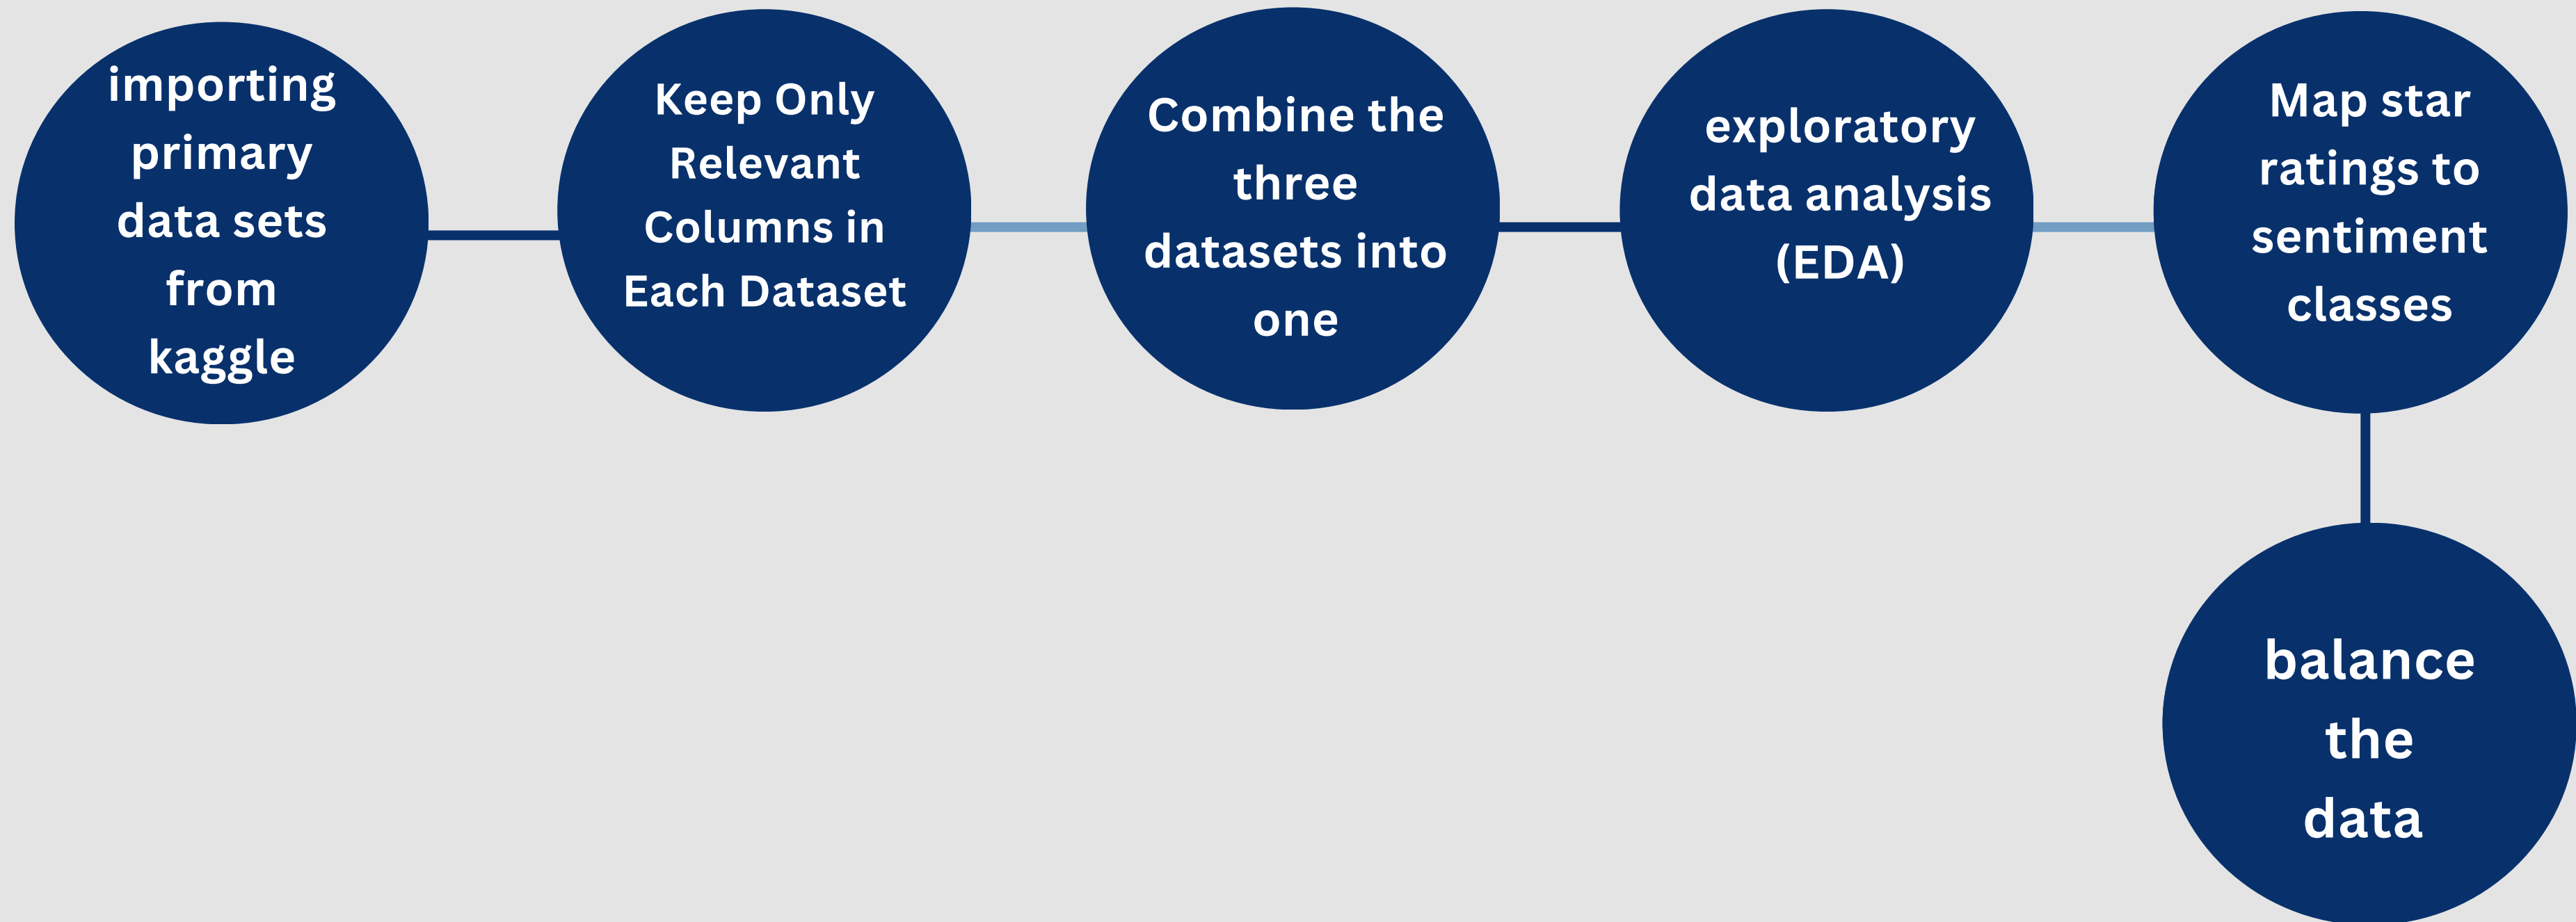 importing
primary
data sets
from
kaggle
Keep Only
Relevant
Columns in
Each Dataset
Combine the
three
datasets into
one
exploratory
data analysis
(EDA)
Map star
ratings to
sentiment
classes
balance
the
data